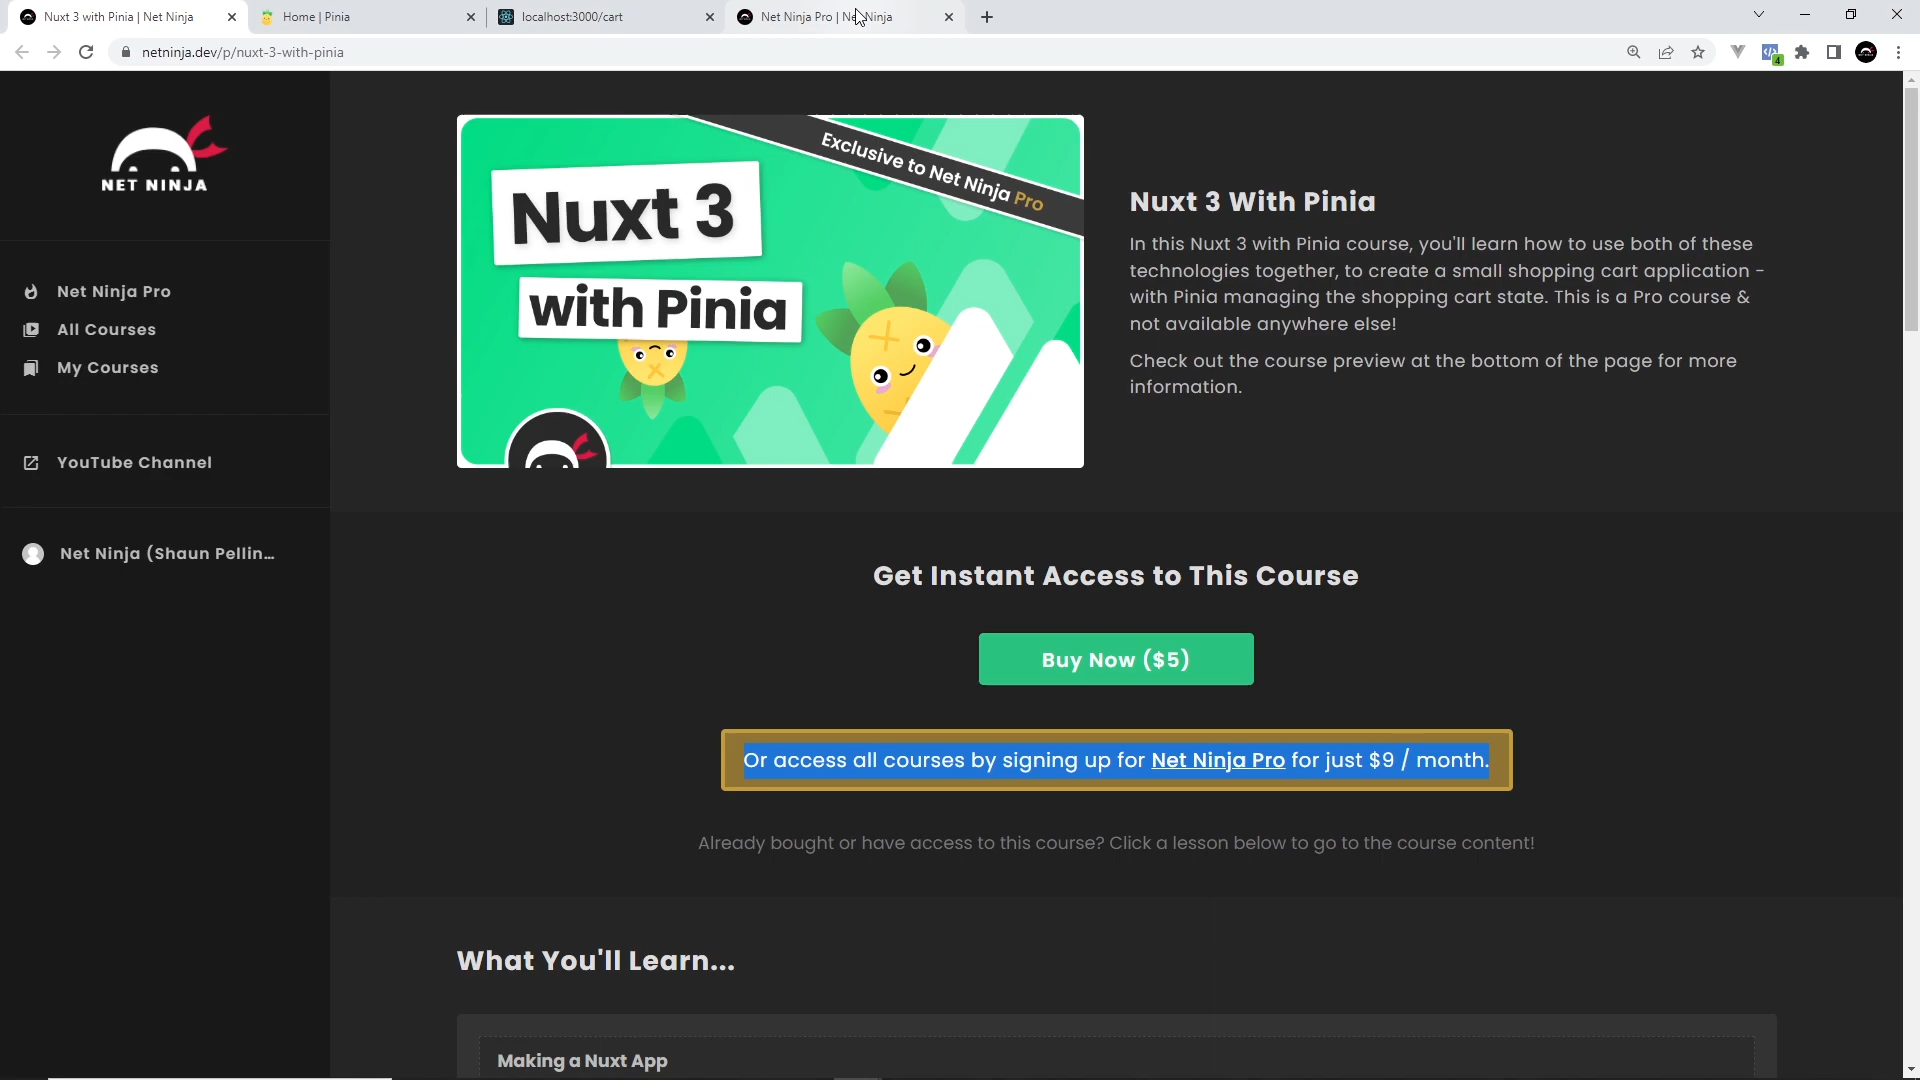 Nuxt 3 with Pinia | Net Ninja
Home | Pinia
localhost:3000/cart
Net Ninja Pro | Net Ninja
netninja.dev/p/nuxt-3-with-pinia
4
NET NINJA
Net Ninja Pro
All Courses
My Courses
YouTube Channel
Net Ninja (Shaun Pellin...
Exclusive to Net Ninja Pro
Nuxt 3
with Pinia
Nuxt 3 With Pinia
In this Nuxt 3 with Pinia course, you'll learn how to use both of these
technologies together, to create a small shopping cart application -
with Pinia managing the shopping cart state. This is a Pro course &
not available anywhere else!
Check out the course preview at the bottom of the page for more
information.
Get Instant Access to This Course
Buy Now ($5)
Or access all courses by signing up for Net Ninja Pro for just $9 / month.
Already bought or have access to this course? Click a lesson below to go to the course content!
What You'll Learn...
Making a Nuxt App